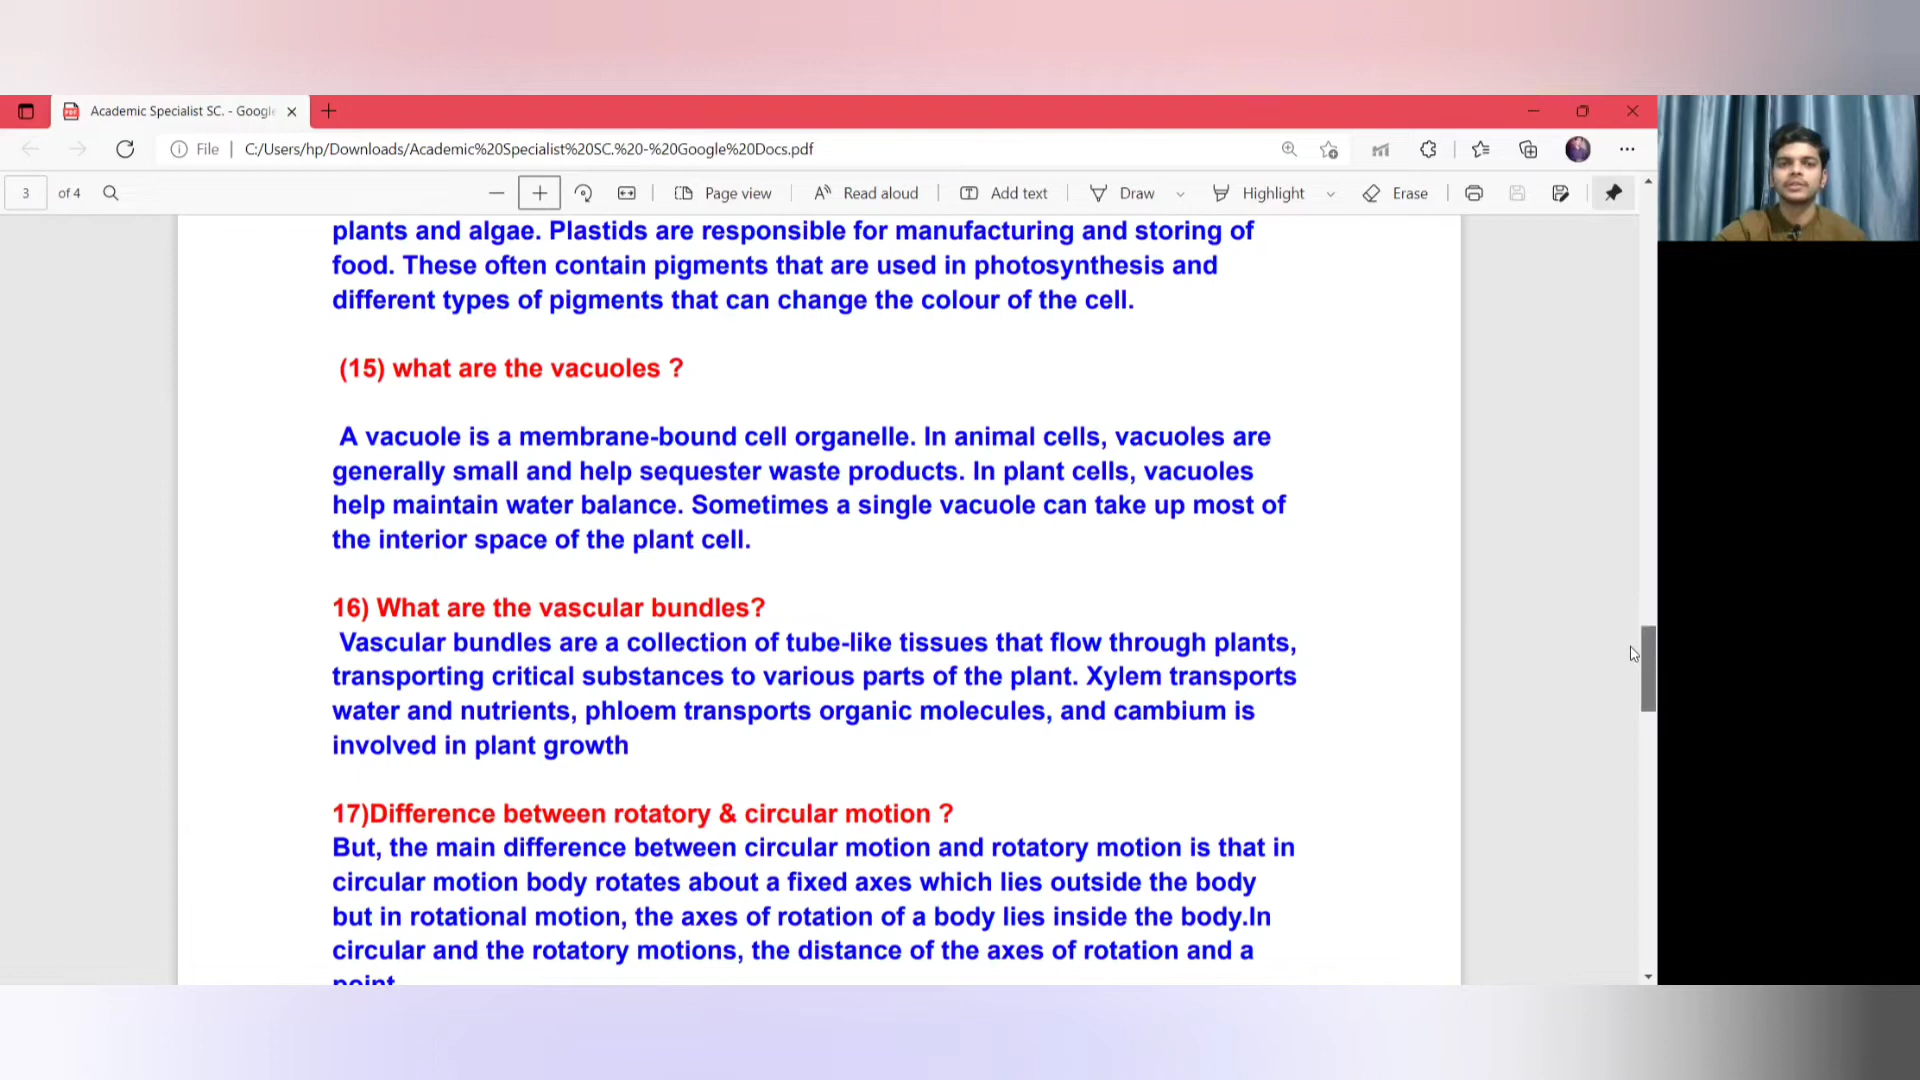 Academic Specialist SC. - Google
File
C:/Users/hp/Downloads/Academic%20Specialist%20SC.%20-%20Google%20Docs.pdf
3 of 4
Page view
Read aloud
Add text
Draw
Highlight
Erase
plants and algae. Plastids are responsible for manufacturing and storing of
food. These often contain pigments that are used in photosynthesis and
different types of pigments that can change the colour of the cell.
(15) what are the vacuoles ?
A vacuole is a membrane-bound cell organelle. In animal cells, vacuoles are
generally small and help sequester waste products. In plant cells, vacuoles
help maintain water balance. Sometimes a single vacuole can take up most of
the interior space of the plant cell.
16) What are the vascular bundles?
Vascular bundles are a collection of tube-like tissues that flow through plants,
transporting critical substances to various parts of the plant. Xylem transports
water and nutrients, phloem transports organic molecules, and cambium is
involved in plant growth
17)Difference between rotatory & circular motion ?
But, the main difference between circular motion and rotatory motion is that in
circular motion body rotates about a fixed axes which lies outside the body
but in rotational motion, the axes of rotation of a body lies inside the body.In
circular and the rotatory motions, the distance of the axes of rotation and a
point